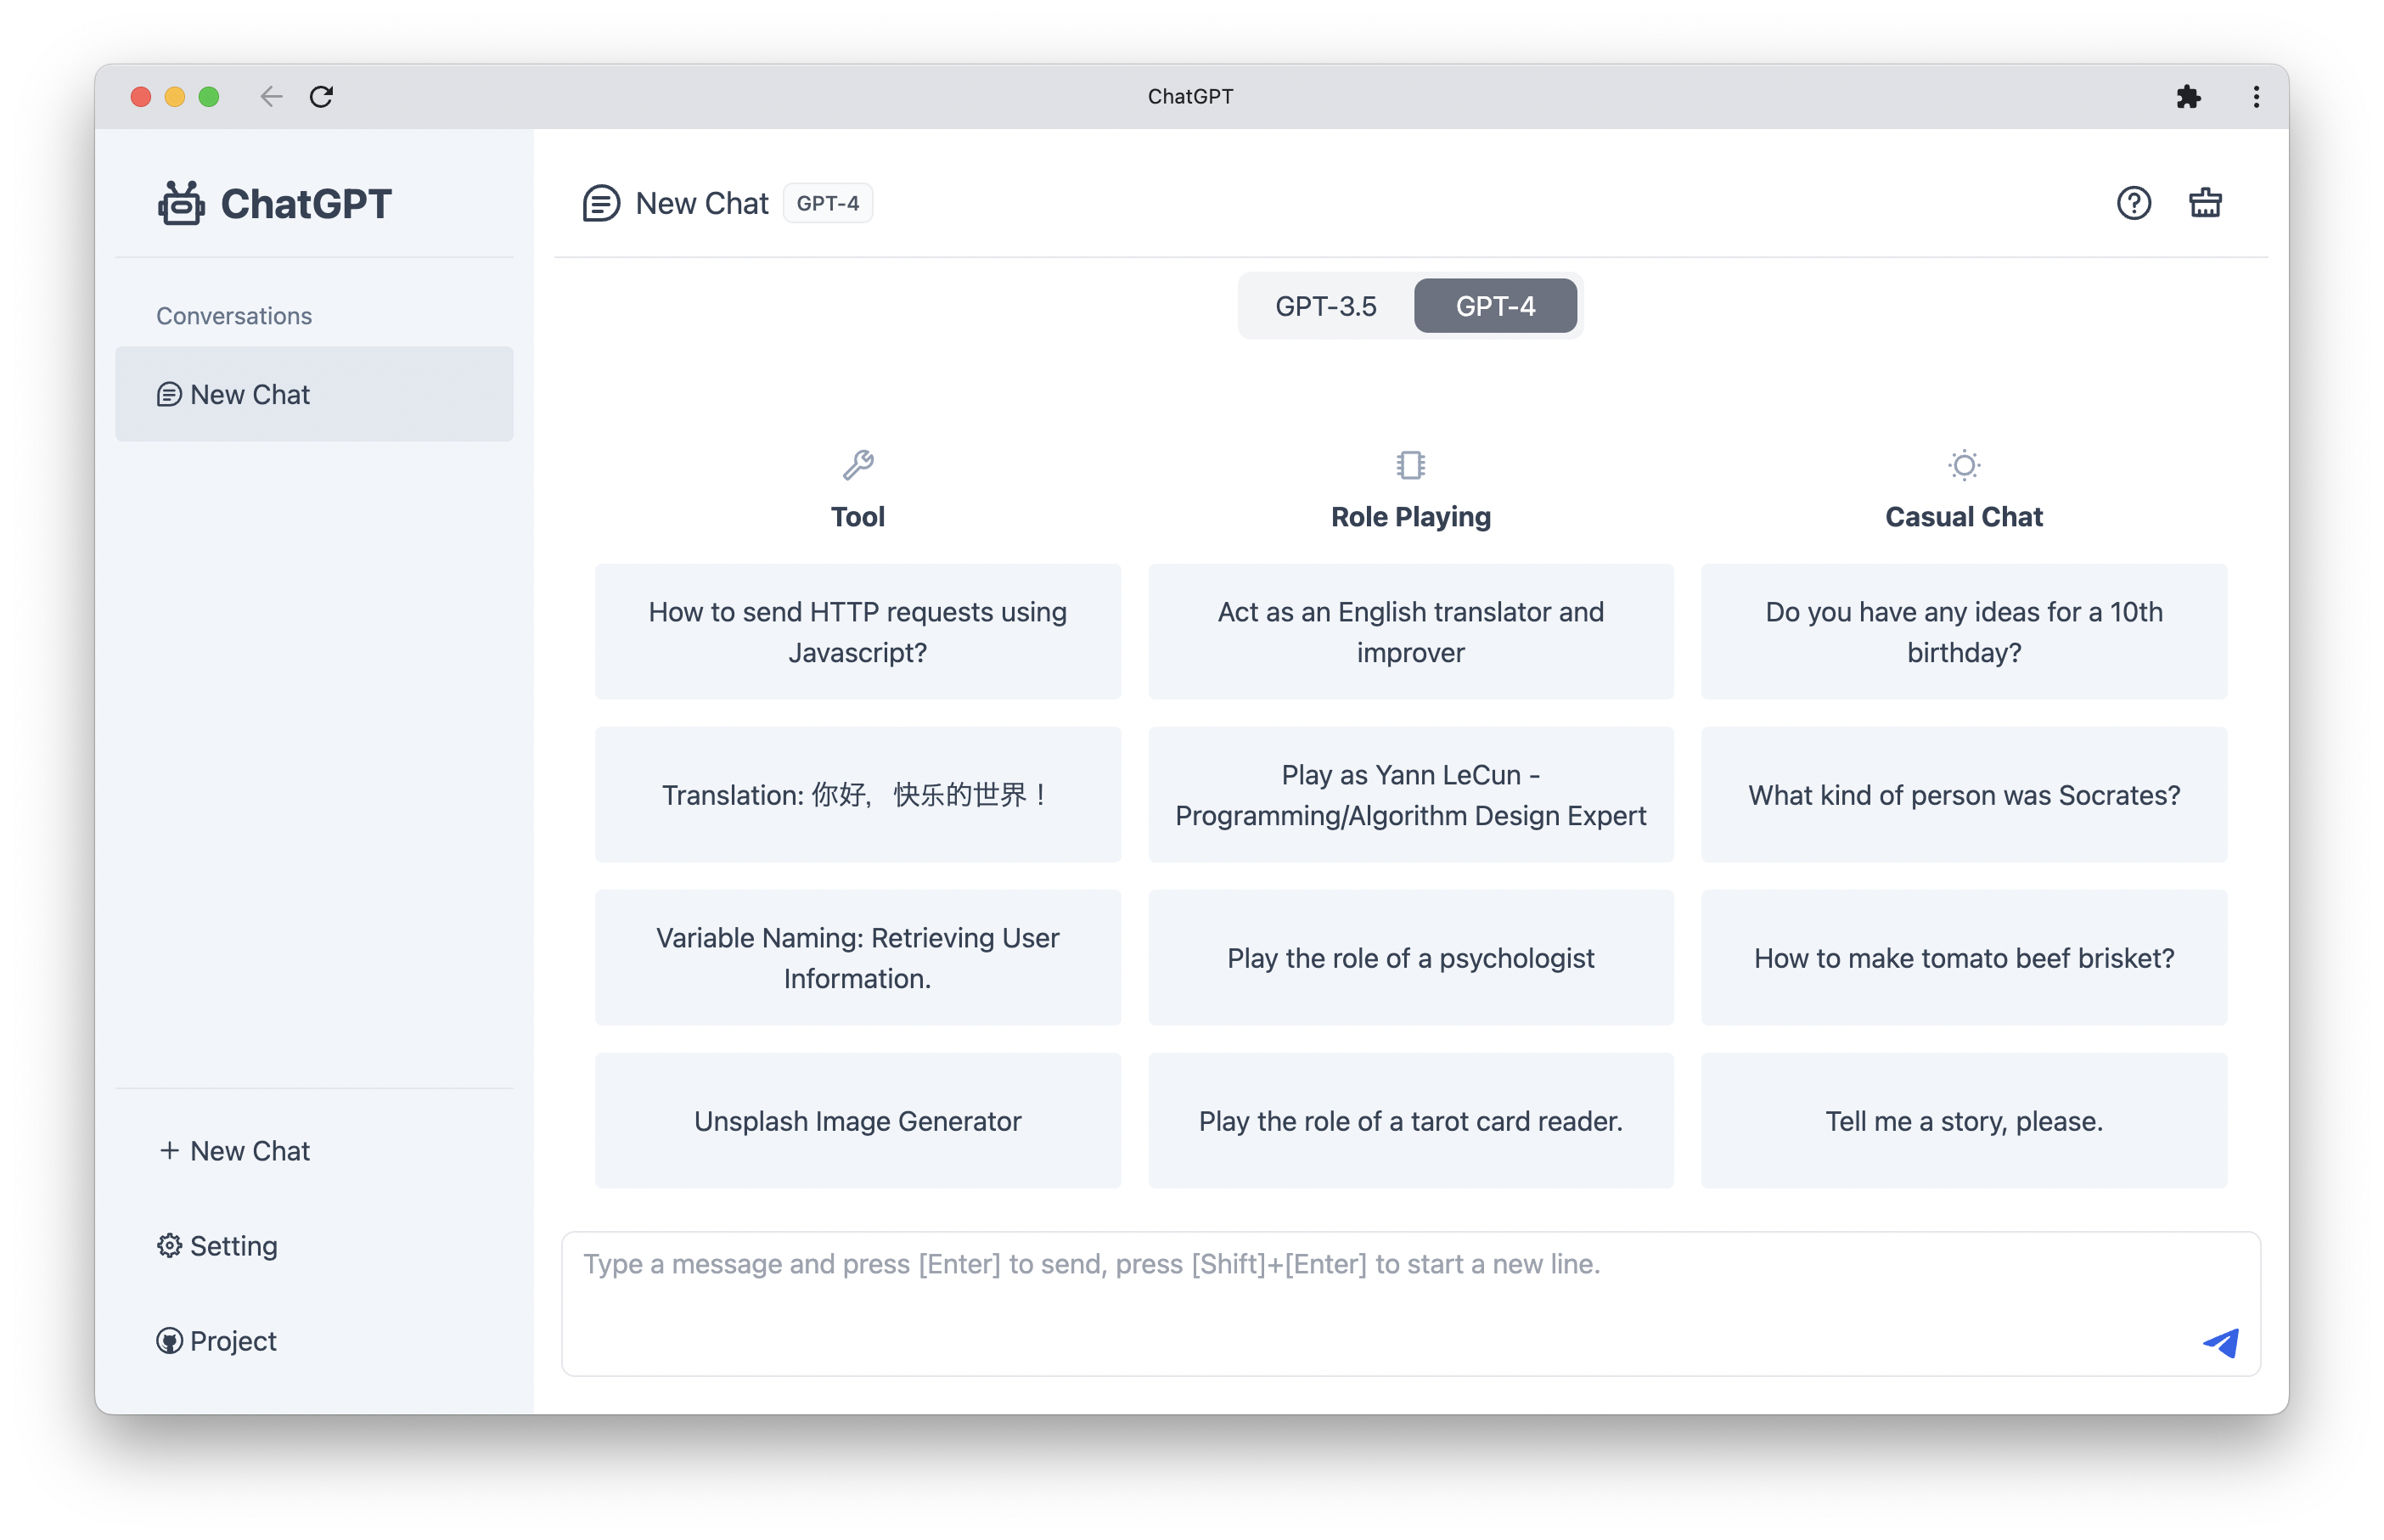 ChatGPT
ChatGPT
Conversations
New Chat
New Chat
Setting
Project
New Chat GPT-4
GPT-3.5 GPT-4
Tool
How to send HTTP requests using
Javascript?
Translation: 你好，快乐的世界！
Variable Naming: Retrieving User
Information.
Unsplash Image Generator
Role Playing
Act as an English translator and
improver
Play as Yann LeCun -
Programming/Algorithm Design Expert
Play the role of a psychologist
Play the role of a tarot card reader.
Casual Chat
Do you have any ideas for a 10th
birthday?
What kind of person was Socrates?
How to make tomato beef brisket?
Tell me a story, please.
Type a message and press [Enter] to send, press [Shift]+[Enter] to start a new line.